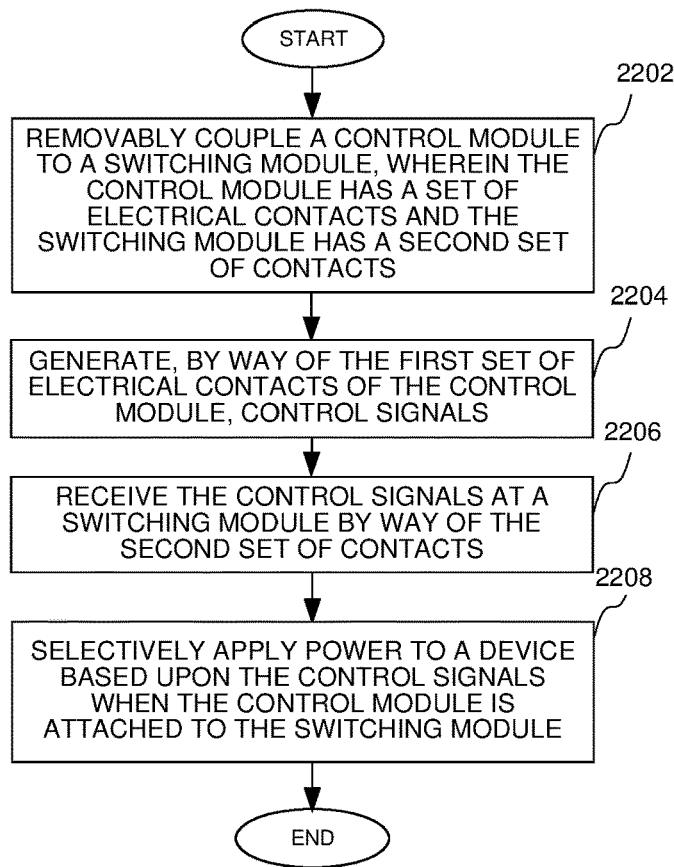 START
2202
REMOVABLY COUPLE A CONTROL MODULE
TO A SWITCHING MODULE, WHEREIN THE
CONTROL MODULE HAS A SET OF
ELECTRICAL CONTACTS AND THE
SWITCHING MODULE HAS A SECOND SET
OF CONTACTS
2204
GENERATE, BY WAY OF THE FIRST SET OF
ELECTRICAL CONTACTS OF THE CONTROL
MODULE, CONTROL SIGNALS
2206
RECEIVE THE CONTROL SIGNALS AT A
SWITCHING MODULE BY WAY OF THE
SECOND SET OF CONTACTS
2208
SELECTIVELY APPLY POWER TO A DEVICE
BASED UPON THE CONTROL SIGNALS
WHEN THE CONTROL MODULE IS
ATTACHED TO THE SWITCHING MODULE
END